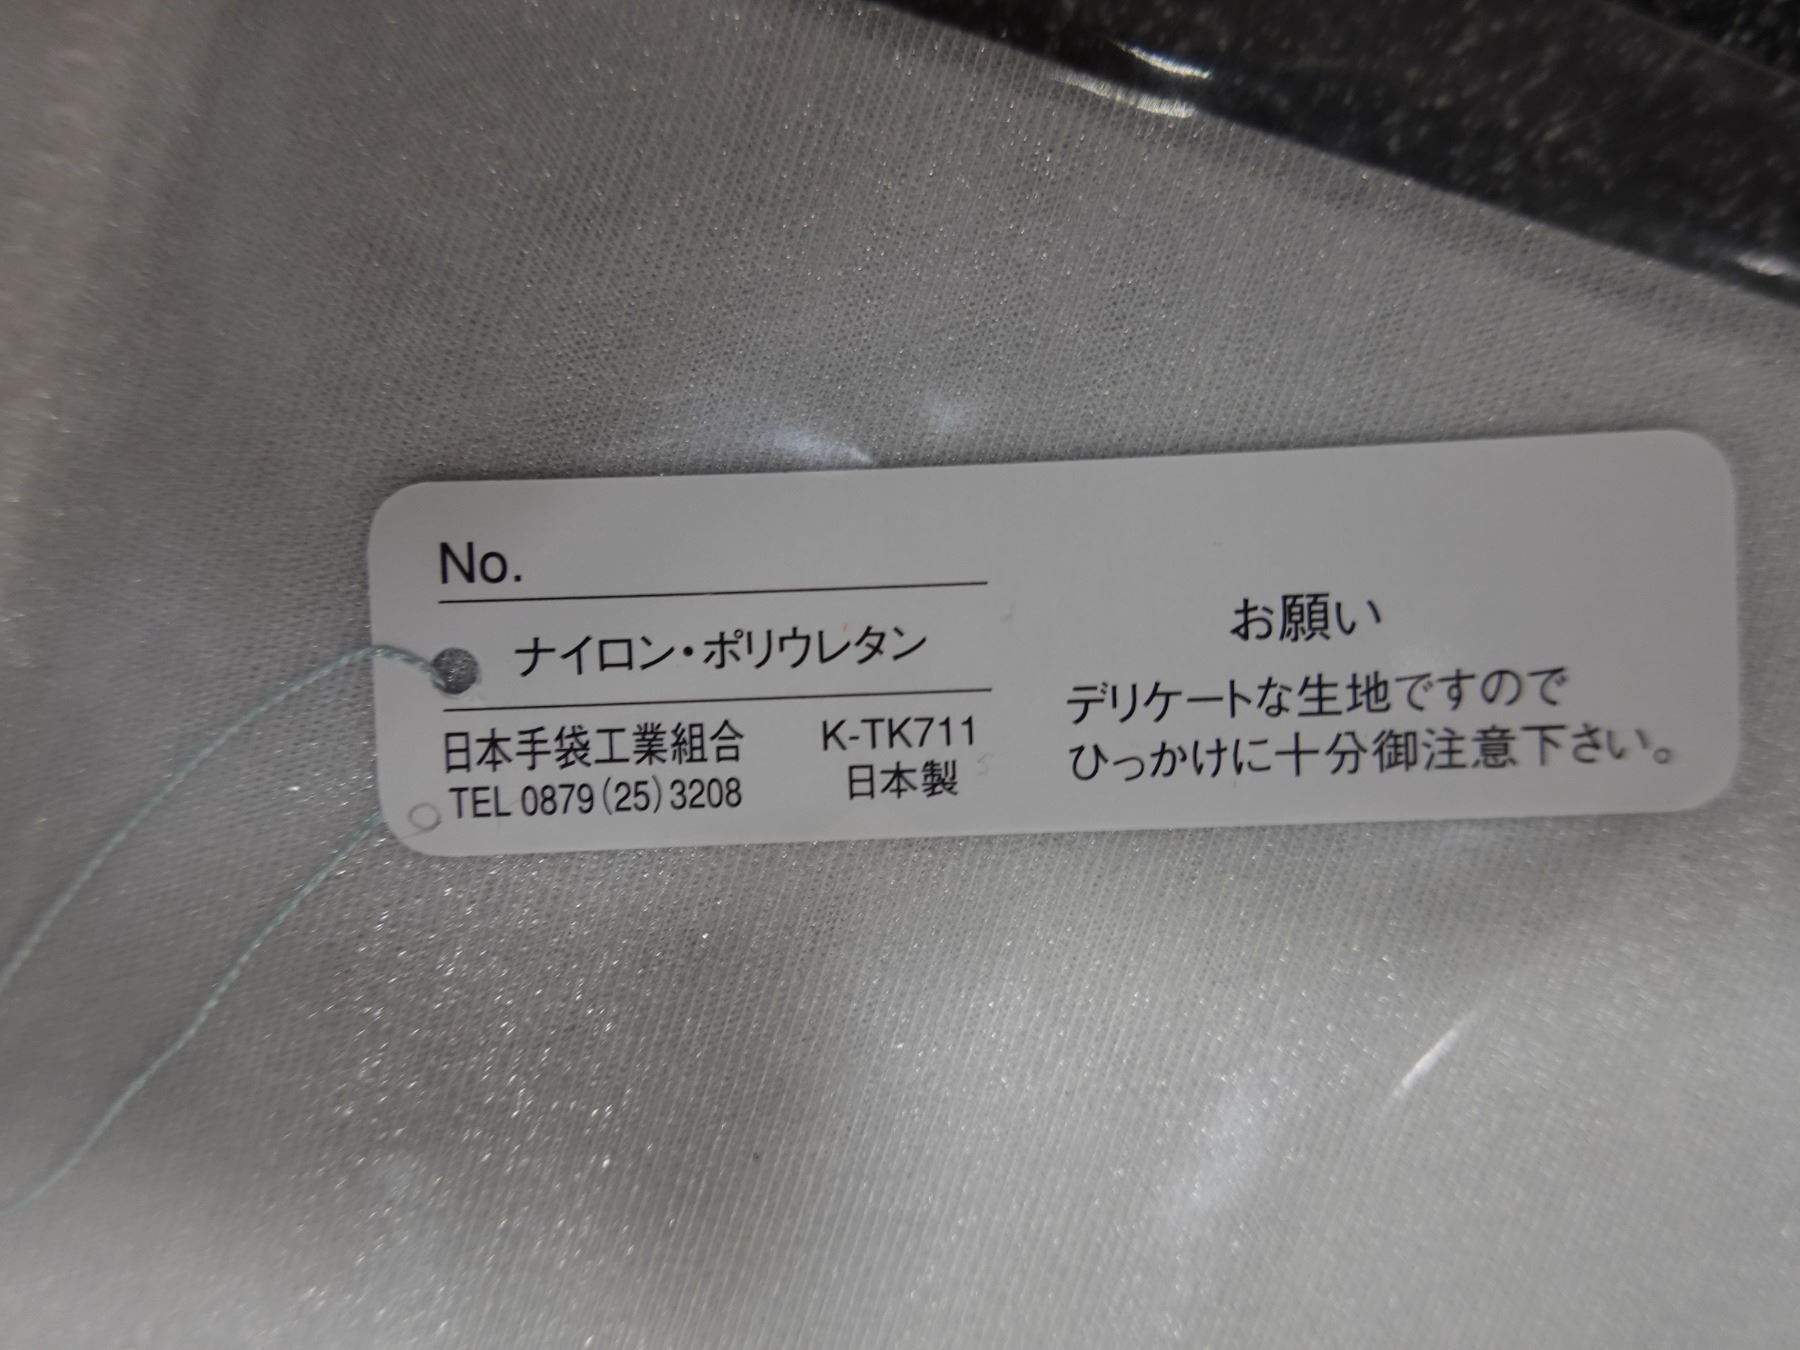 No.
ナイロン・ポリウレタン
日本手袋工業組合
TEL 0879(25)3208
K-TK711
日本製
お願い
デリケートな生地ですので
ひっかけに十分御注意下さい。